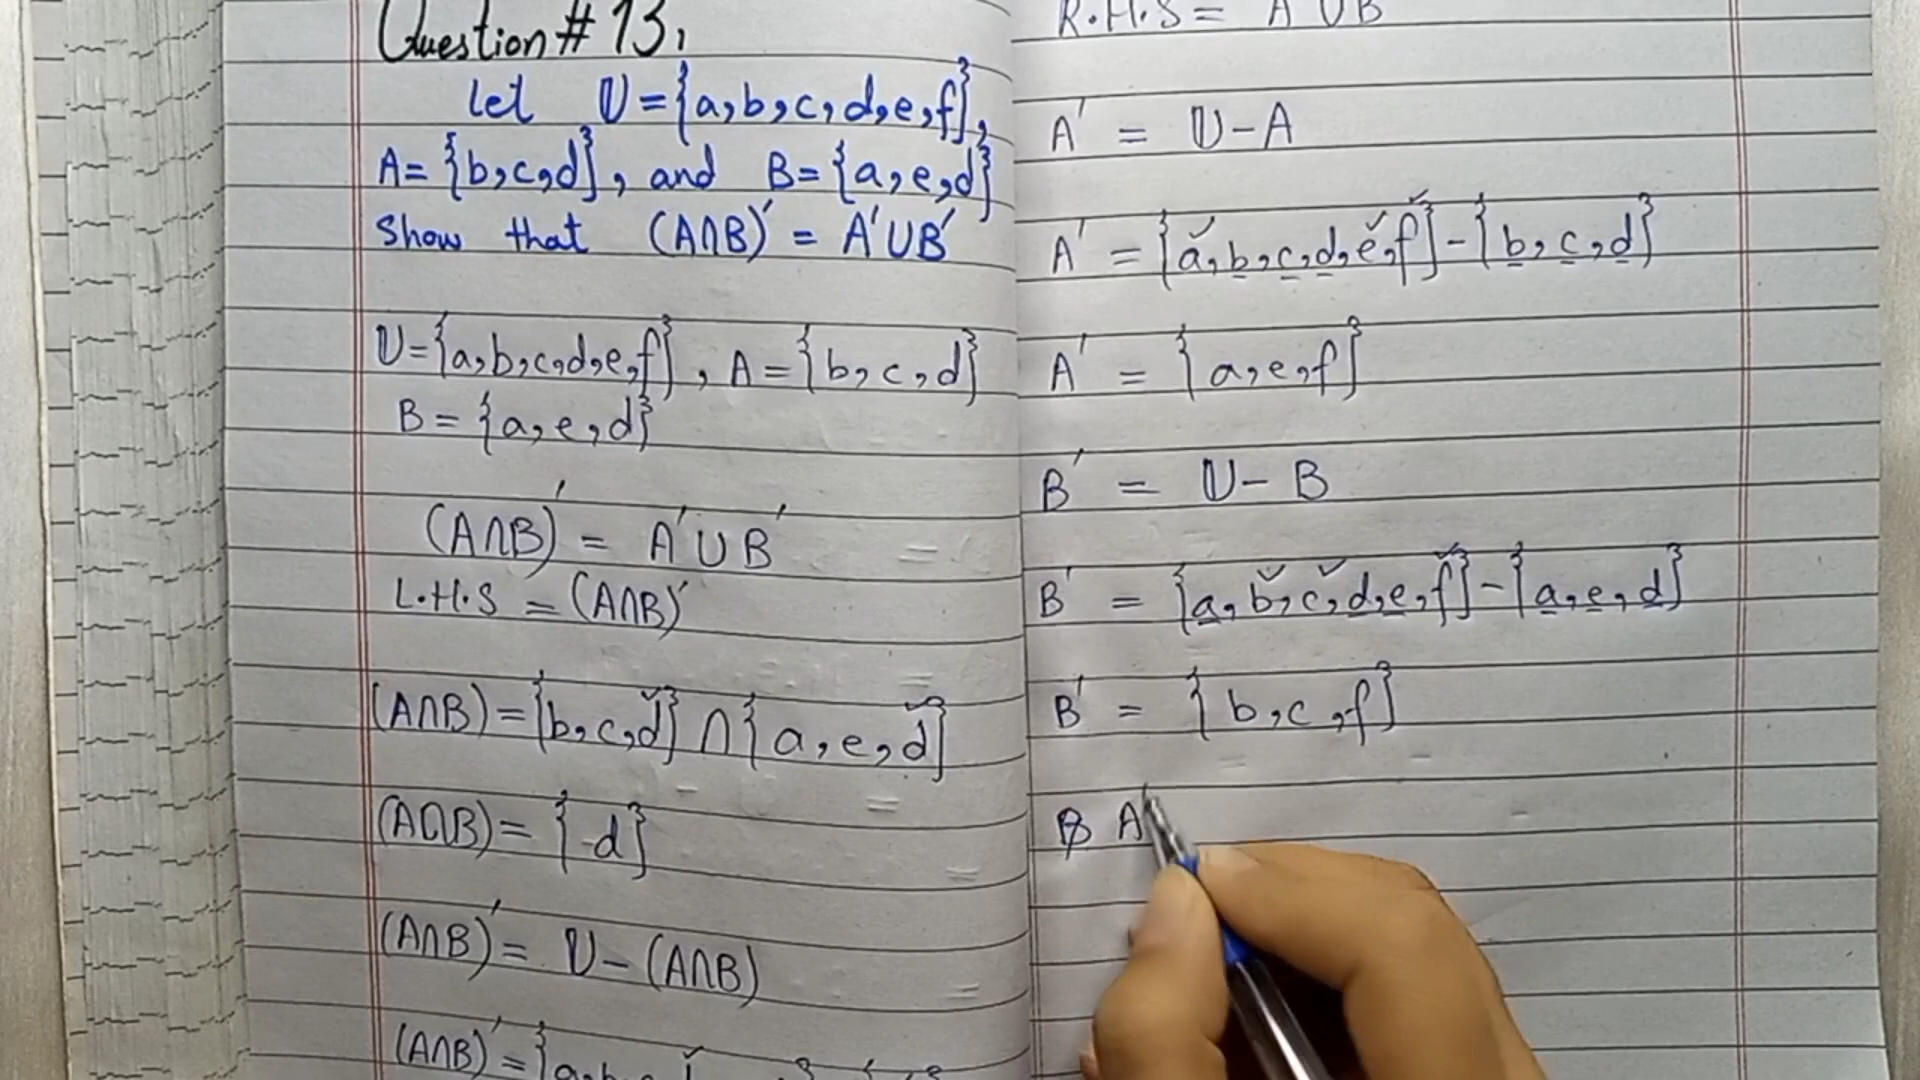 Question # 13,
Let U = {a, b, c, d, e, f},
A = {b, c, d}, and B = {a, e, d}
Show that (A∩B)' = A'∪B'
U = {a, b, c, d, e, f}, A = {b, c, d}
B = {a, e, d}
(A∩B)' = A'∪B'
L.H.S = (A∩B)'
(A∩B) = {b, c, d} ∩ {a, e, d}
(A∩B) = {d}
(A∩B)' = U - (A∩B)
(A∩B)' = {a, b, c
R.H.S = A ∪ B
A' = U - A
A' = {a, b, c, d, e, f} - {b, c, d}
A' = {a, e, f}
B' = U - B
B' = {a, b, c, d, e, f} - {a, e, d}
B' = {b, c, f}
A'